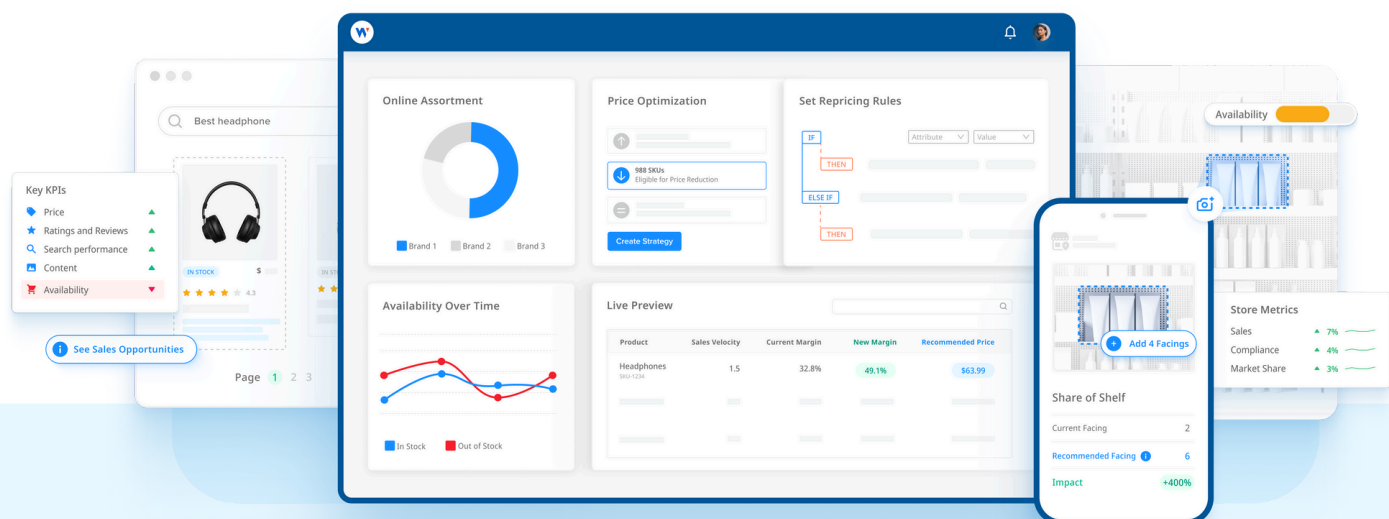 W
Best headphone
Key KPIs
Price
Ratings and Reviews
Search performance
Content
Availability
IN STOCK
$
4.3
IN ST
See Sales Opportunities
Page 1 2 3
Online Assortment
Brand 1 Brand 2 Brand 3
Price Optimization
988 SKUs
Eligible for Price Reduction
Create Strategy
Set Repricing Rules
IF
Attribute Value
THEN
ELSE IF
THEN
Availability Over Time
In Stock Out of Stock
Live Preview
Product Sales Velocity Current Margin New Margin Recommended Price
Headphones 1.5 32.8% 49.1% $63.99
SKU-1234
Availability
Add 4 Facings
Share of Shelf
Current Facing 2
Recommended Facing 6
Impact +400%
Store Metrics
Sales 7%
Compliance 4%
Market Share 3%